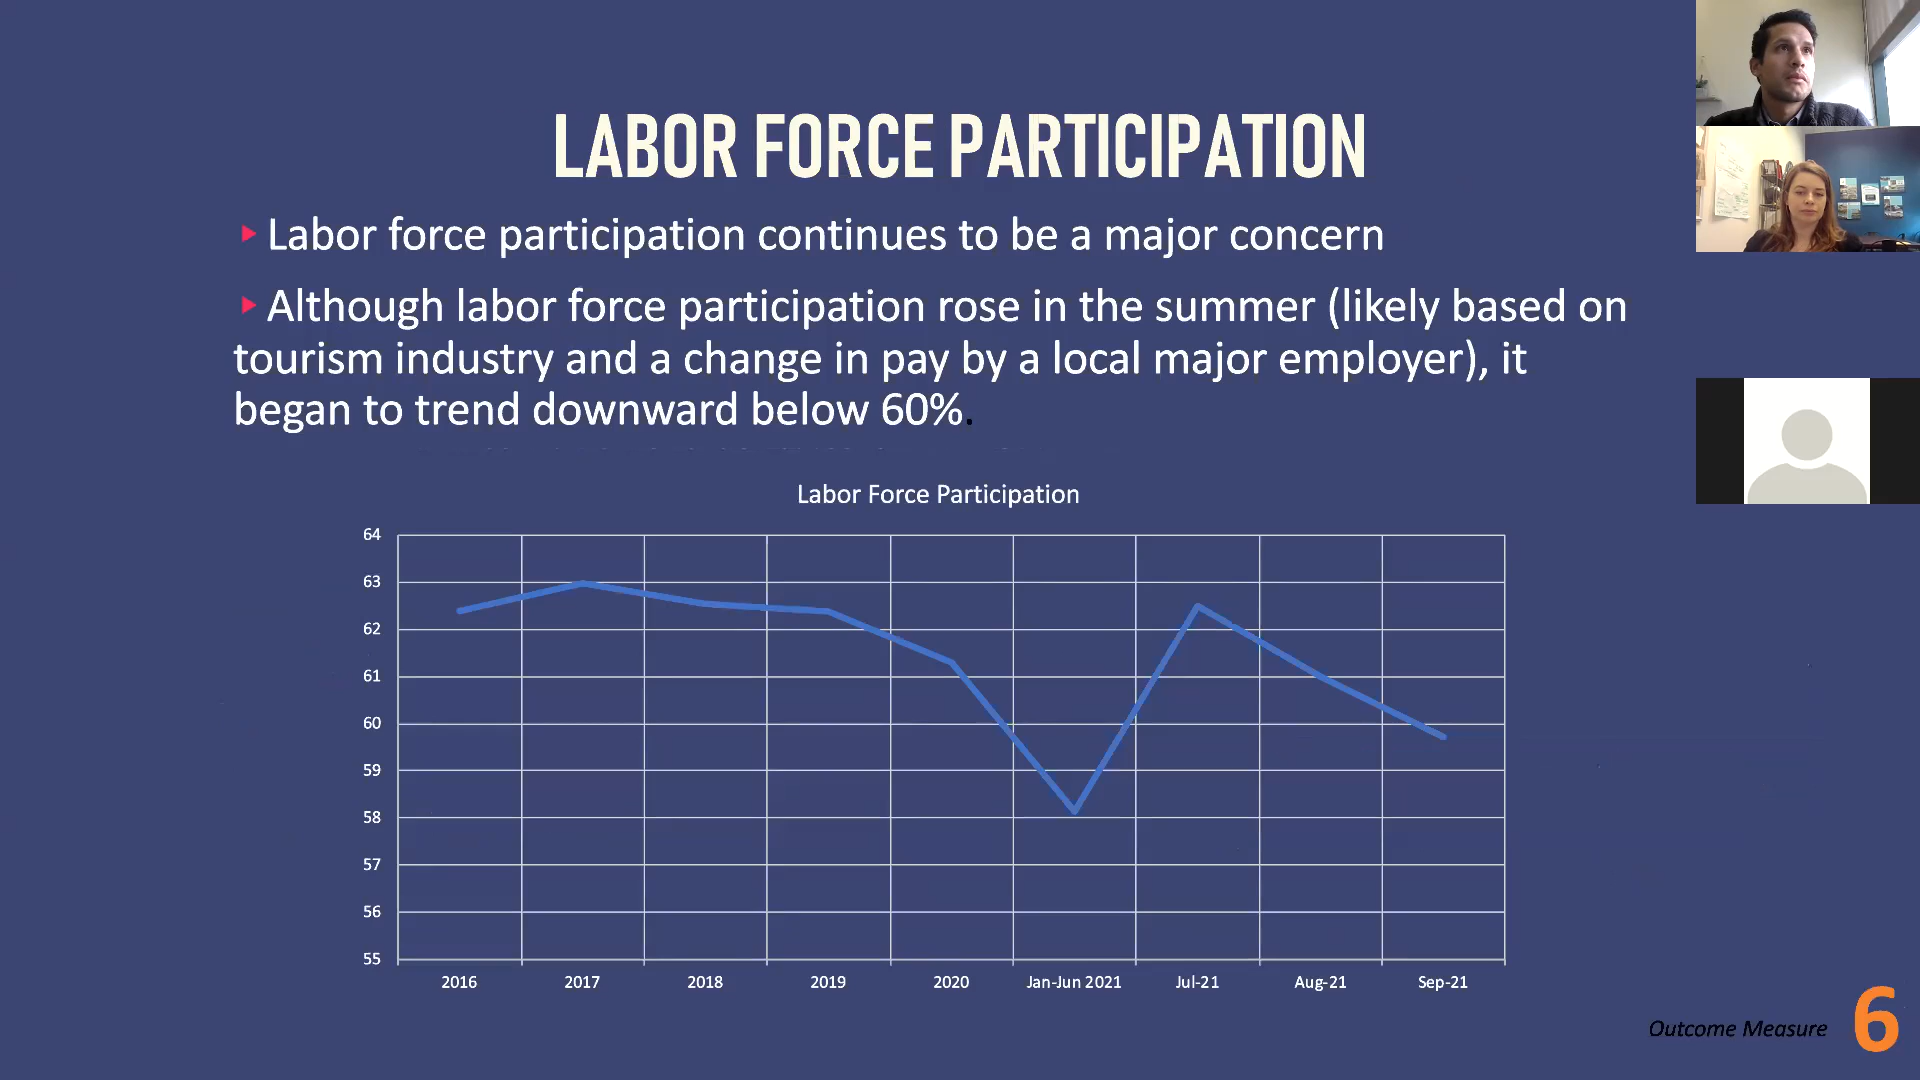 LABOR FORCE PARTICIPATION
Labor force participation continues to be a major concern
Although labor force participation rose in the summer (likely based on
tourism industry and a change in pay by a local major employer), it
began to trend downward below 60%.
Labor Force Participation
64
63
62
61
60
59
58
57
56
55
2016 2017 2018 2019 2020 Jan-Jun 2021 Jul-21 Aug-21 Sep-21
Outcome Measure 6